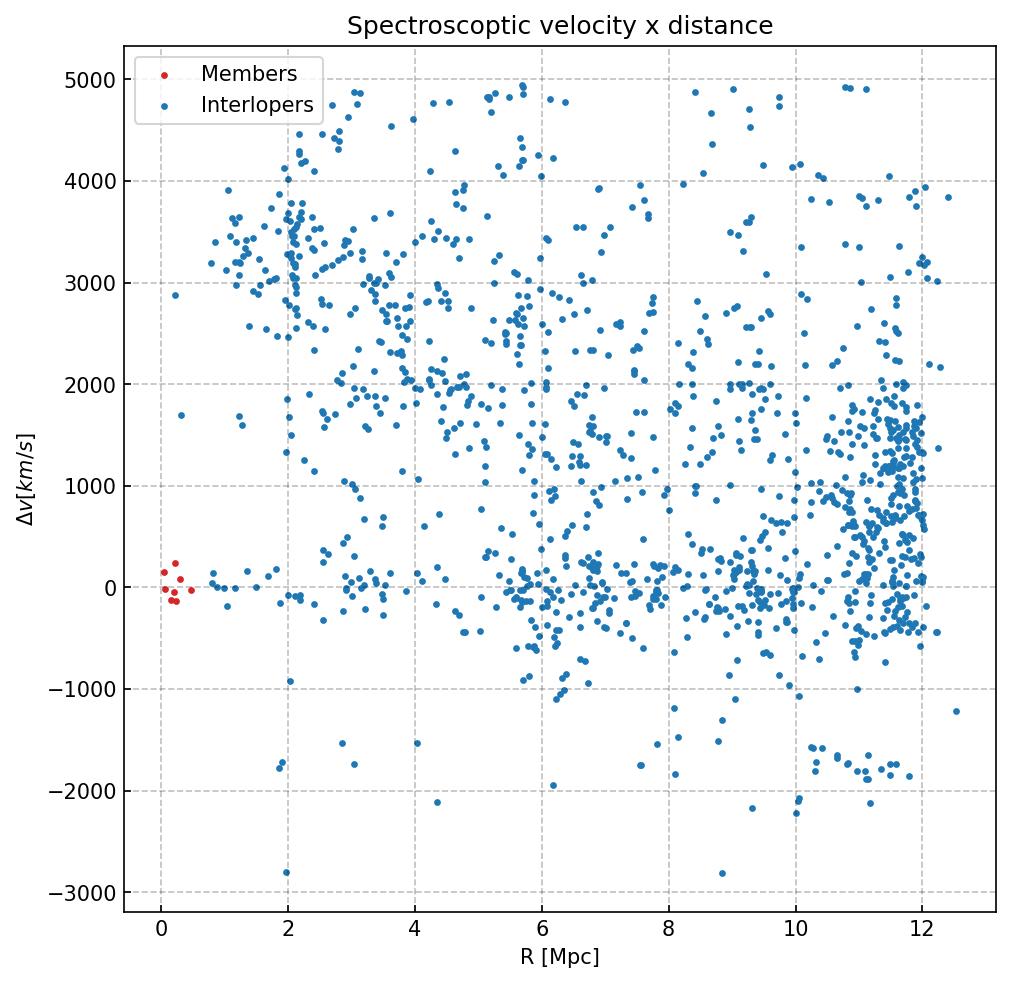 Spectroscoptic velocity x distance
Members
Interlopers
5000
4000
3000
2000
1000
0
−1000
−2000
−3000
Δv[km/s]
0 2 4 6 8 10 12
R [Mpc]